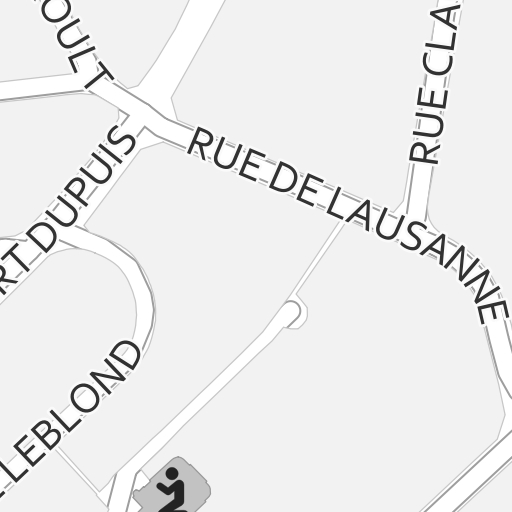 OULT
RUE CLA
RUE DE LAUSANNE
RT DUPUIS
LEBLOND